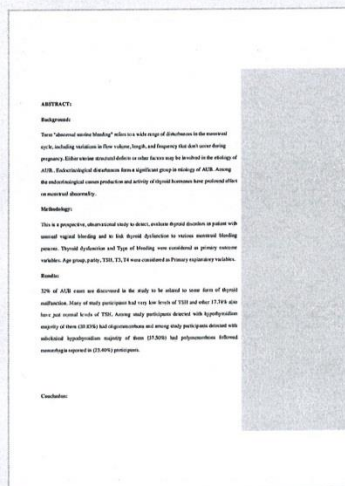 ABSTRACT:
Background:
Term "abnormal uterine bleeding" refers to a wide range of disturbances in the menstrual
cycle, including variations in flow volume, length, and frequency that don't occur during
pregnancy. Either uterine structural defects or other factors may be involved in the etiology of
AUB. Endocrinological disturbances form a significant group in etiology of AUB. Among
the endocrinological causes production and activity of thyroid hormones have profound effect
on menstrual abnormality.
Methodology:
This is a prospective, observational study to detect, evaluate thyroid disorders in patient with
unusual vaginal bleeding and to link thyroid dysfunction to various menstrual bleeding
patterns. Thyroid dysfunction and Type of bleeding were considered as primary outcome
variables. Age group, parity, TSH, T3, T4 were considered as Primary explanatory variables.
Results:
32% of AUB cases are discovered in the study to be related to some form of thyroid
malfunction. Many of study participant had very low levels of TSH and other 17.74% also
have just normal levels of TSH. Among study participants detected with hypothyroidism
majority of them had oligomenorrhoea and among study participants detected with
subclinical hypothyroidism majority of them (37.50%) had polymenorrhoea followed
menorrhagia reported in participants.
Conclusion: